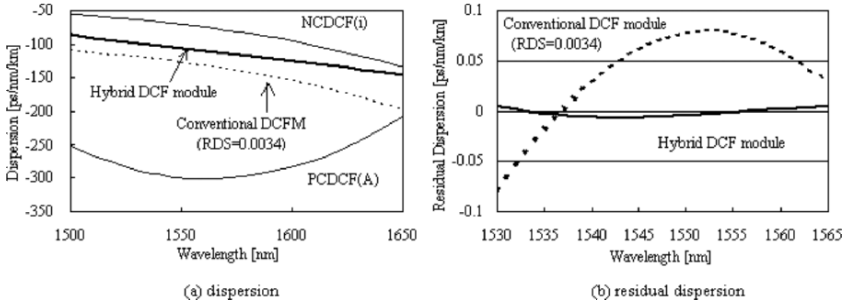 -50
-100
-150
-200
-250
-300
-350
Dispersion [ps/nm/km]
NCDCF(i)
Hybrid DCF module
Conventional DCFM
(RDS=0.0034)
PCDCF(A)
1500
1550
1600
1650
Wavelength [nm]
(a) dispersion
0.1
0.05
0
-0.05
-0.1
Residual Dispersion [ps/nm/km]
Conventional DCF module
(RDS=0.0034)
Hybrid DCF module
1530
1535
1540
1545
1550
1555
1560
1565
Wavelength [nm]
(b) residual dispersion